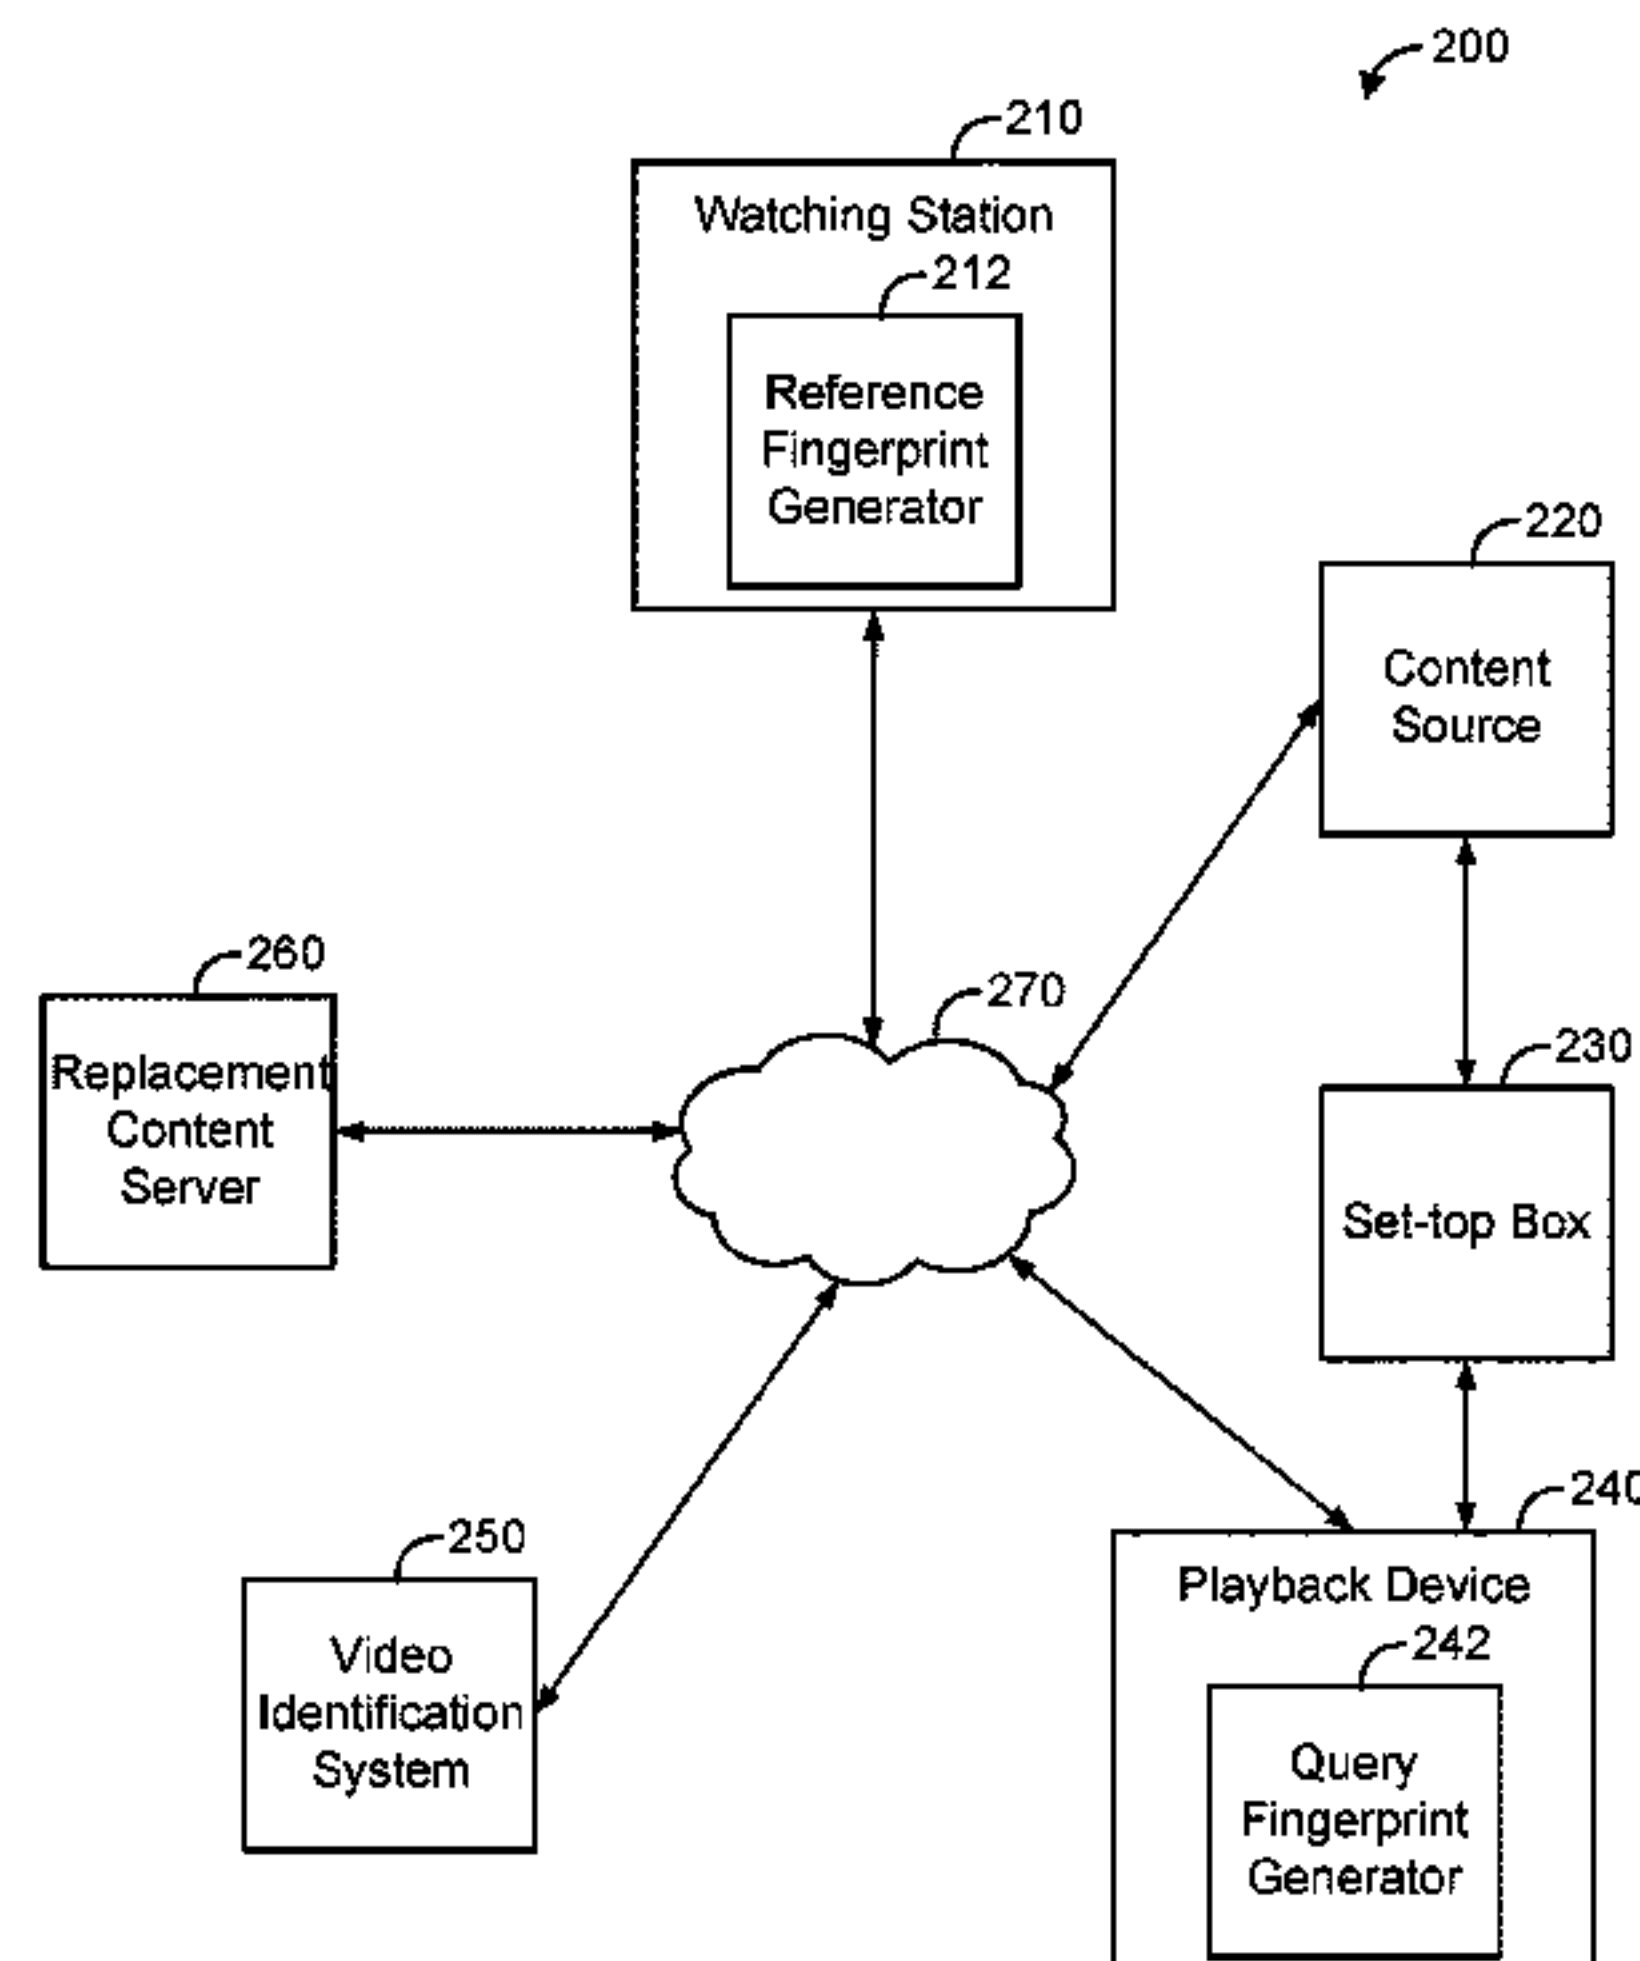 200
210
Watching Station
212
Reference
Fingerprint
Generator
220
Content
Source
260
Replacement
Content
Server
270
230
Set-top Box
250
Video
Identification
System
240
Playback Device
242
Query
Fingerprint
Generator